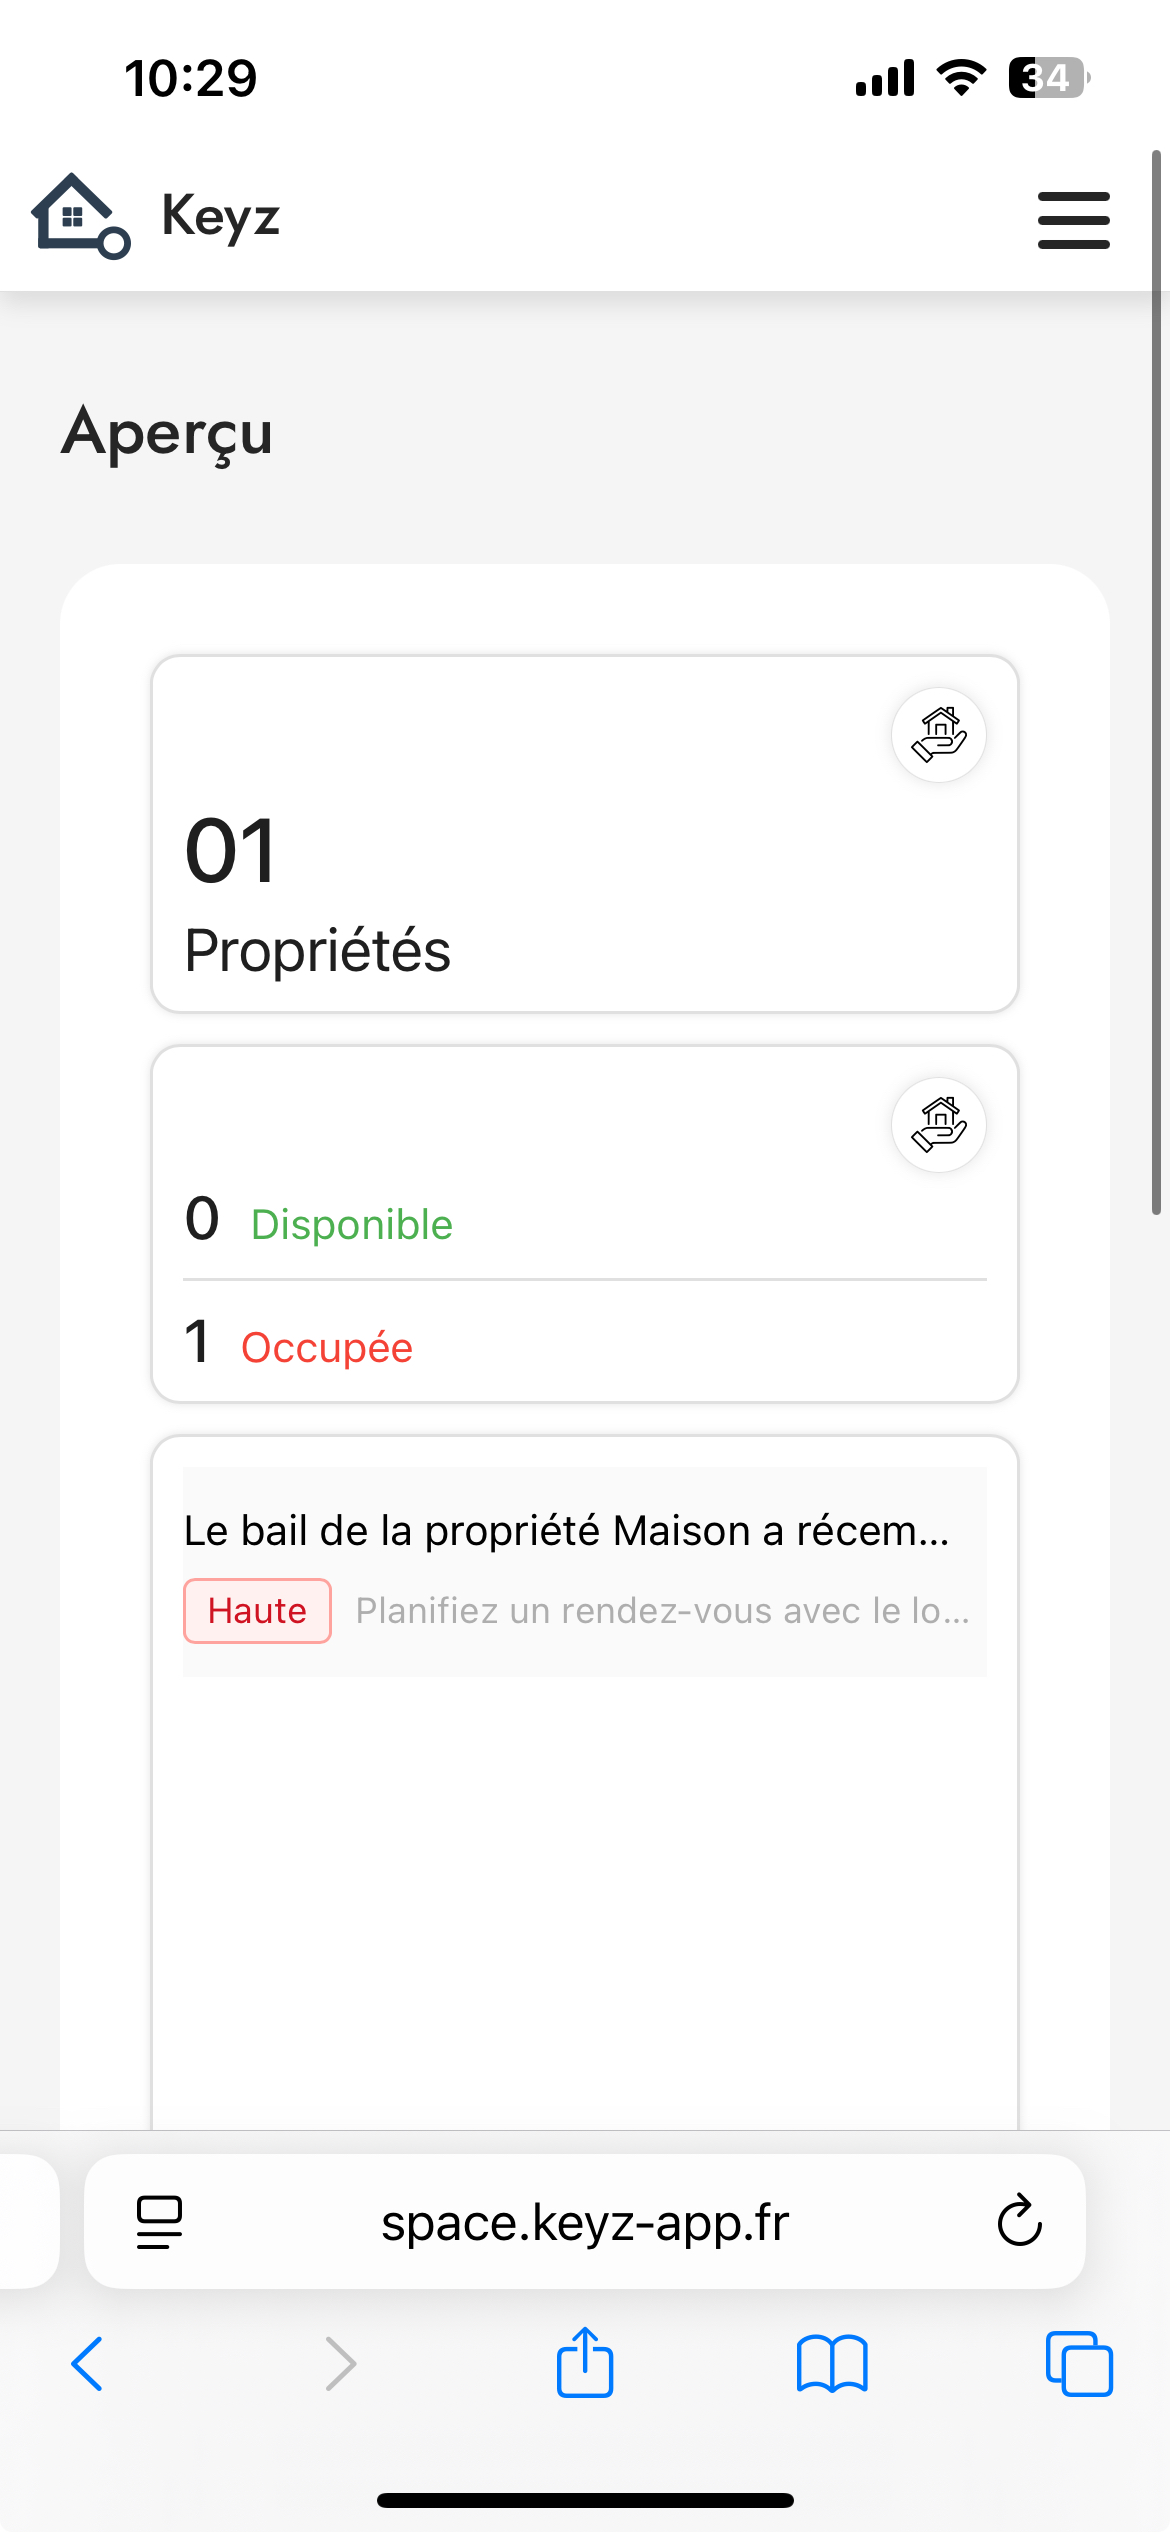 10:29
34
Keyz
Aperçu
01
Propriétés
0 Disponible
1 Occupée
Le bail de la propriété Maison a récem...
Haute Planifiez un rendez-vous avec le lo...
space.keyz-app.fr